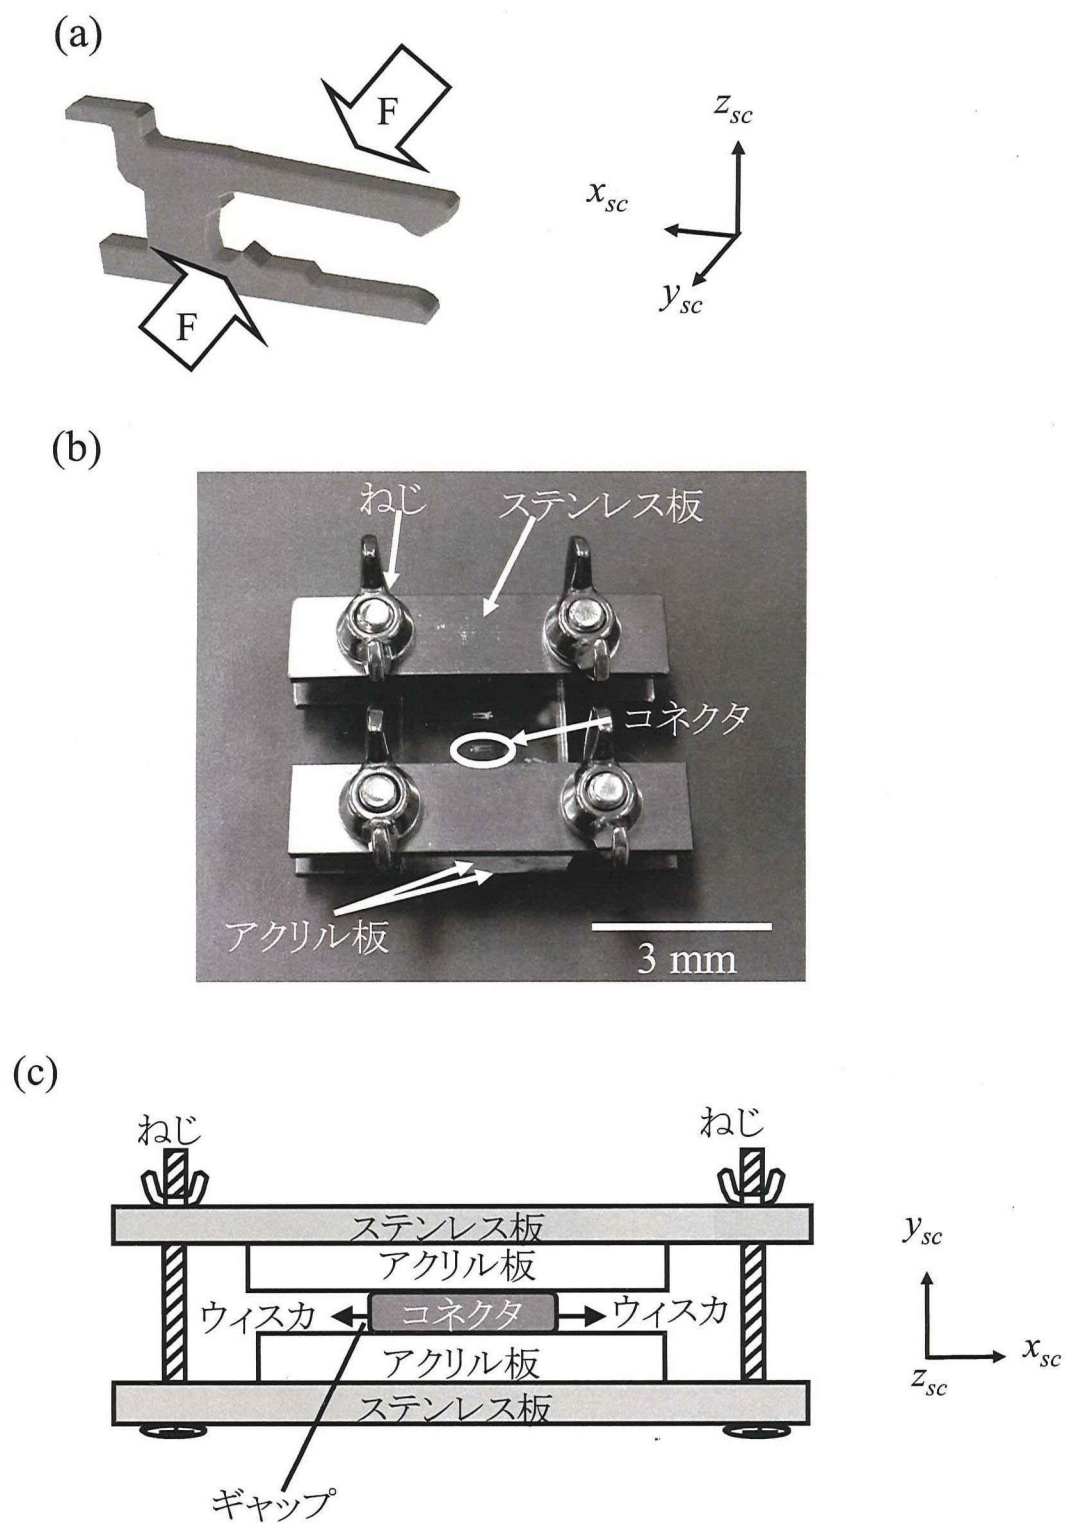 (a)
F
z_sc
x_sc
y_sc
F
(b)
ねじ
ステンレス板
コネクタ
アクリル板
3 mm
(c)
ねじ
ねじ
ステンレス板
アクリル板
ウィスカ
コネクタ
ウィスカ
アクリル板
ステンレス板
ギャップ
y_sc
x_sc
z_sc